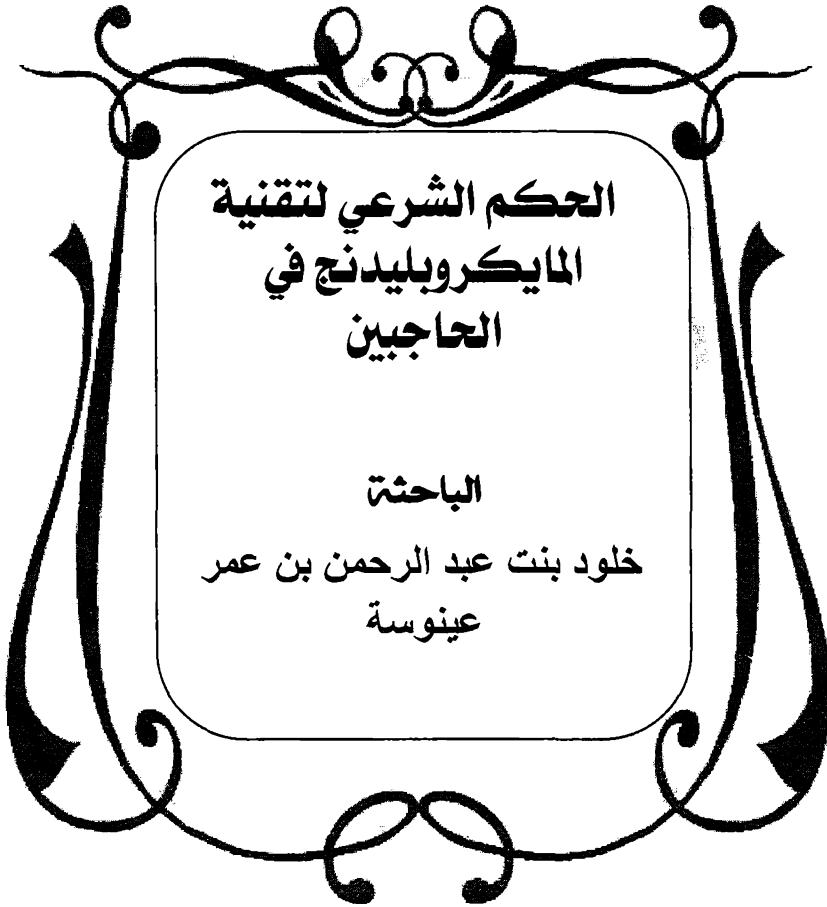 الحكم الشرعي لتقنية
المايكروبليدنج في
الحاجبين
الباحثة
خلود بنت عبد الرحمن بن عمر
عينوسة